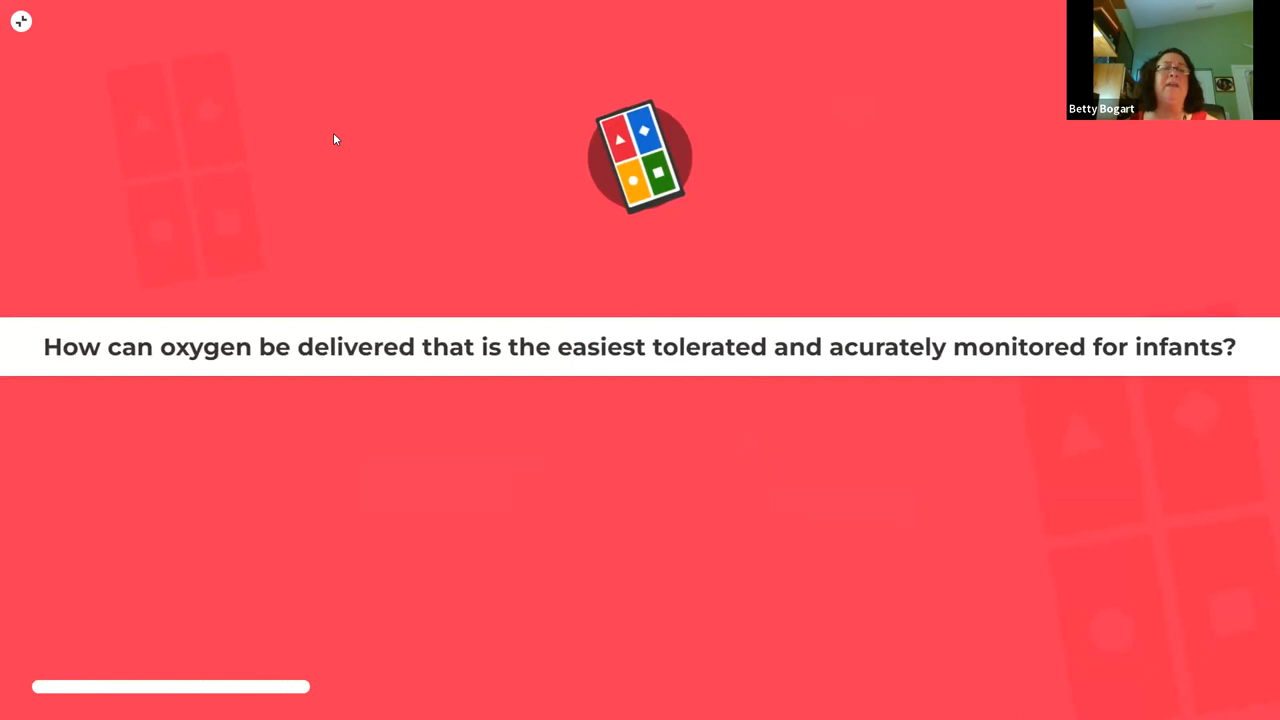 Betty Bogart
How can oxygen be delivered that is the easiest tolerated and acurately monitored for infants?